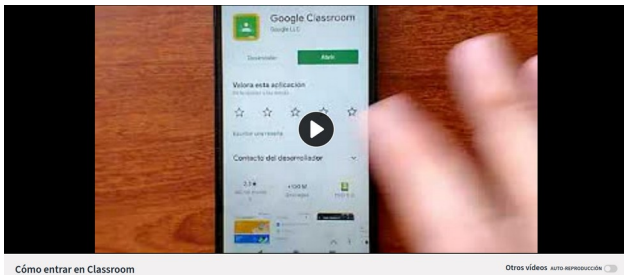 Google Classroom
Google LLC
Desinstalar
Abrir
Valora esta aplicación
Escribir una reseña
Contacto del desarrollador
+100 M
Cómo entrar en Classroom
Otros vídeos AUTO-REPRODUCCIÓN